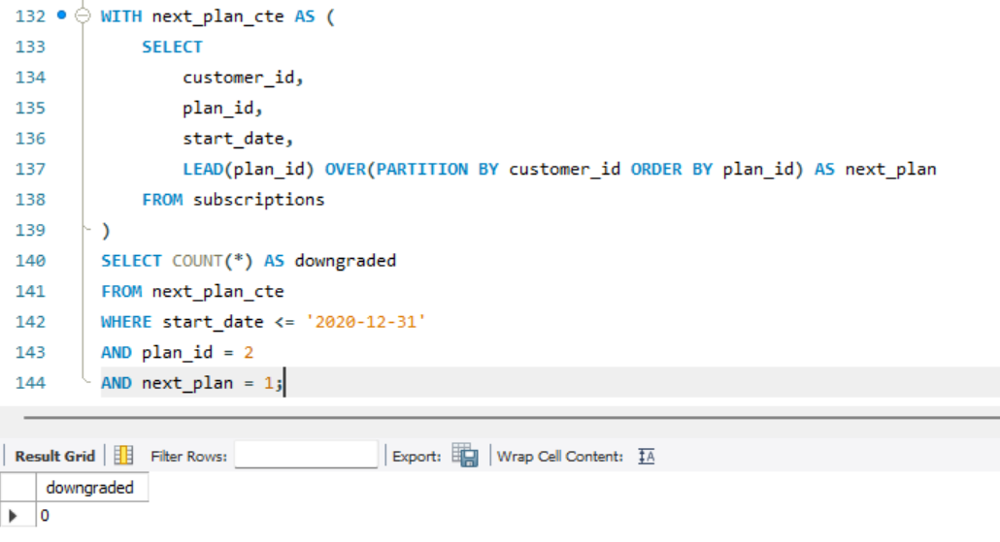 132 WITH next_plan_cte AS (
133 SELECT
134 customer_id,
135 plan_id,
136 start_date,
137 LEAD(plan_id) OVER(PARTITION BY customer_id ORDER BY plan_id) AS next_plan
138 FROM subscriptions
139 )
140 SELECT COUNT(*) AS downgraded
141 FROM next_plan_cte
142 WHERE start_date <= '2020-12-31'
143 AND plan_id = 2
144 AND next_plan = 1;
Result Grid Filter Rows: Export: Wrap Cell Content: IA
downgraded
0